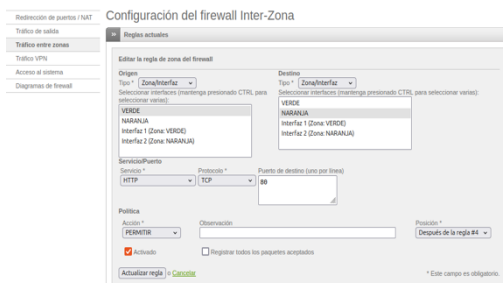 Configuración del firewall Inter-Zona
Redirección de puertos / NAT
Tráfico de salida
Tráfico entre zonas
Tráfico VPN
Acceso al sistema
Diagramas de firewall
» Reglas actuales
Editar la regla de zona del firewall
Origen
Tipo * Zona/Interfaz
Seleccionar interfaces (mantenga presionado CTRL para
seleccionar varias):
VERDE
NARANJA
Interfaz 1 (Zona: VERDE)
Interfaz 2 (Zona: NARANJA)
Destino
Tipo * Zona/Interfaz
Seleccionar interfaces (mantenga presionado CTRL para seleccionar varias):
VERDE
NARANJA
Interfaz 1 (Zona: VERDE)
Interfaz 2 (Zona: NARANJA)
Servicio/Puerto
Servicio * Protocolo * Puerto de destino (uno por línea)
HTTP TCP 80
Política
Acción * Observación Posición *
PERMITIR Después de la regla #4
Activado Registrar todos los paquetes aceptados
Actualizar regla o Cancelar * Este campo es obligatorio.